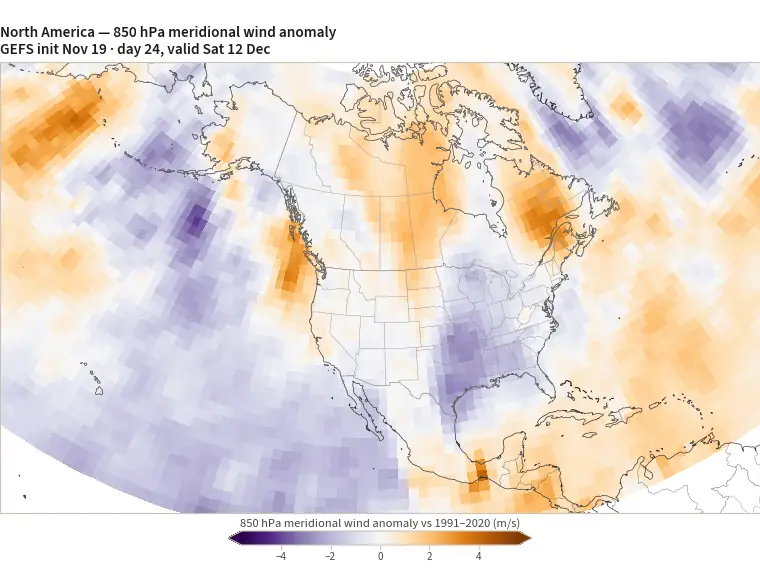 North America — 850 hPa meridional wind anomaly
GEFS init Nov 19 · day 24, valid Sat 12 Dec
850 hPa meridional wind anomaly vs 1991–2020 (m/s)
−4 −2 0 2 4